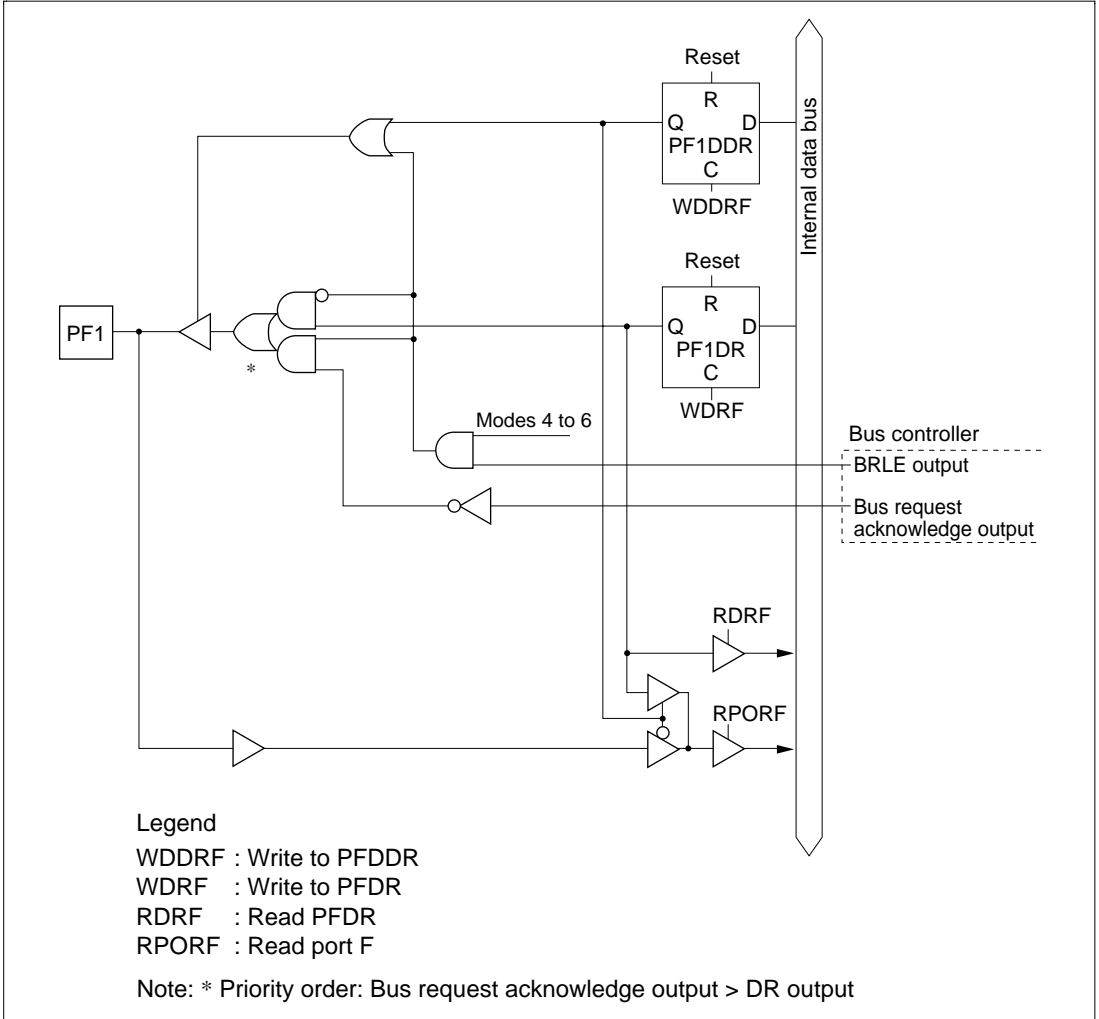 Reset
R
Q D
PF1DDR
C
WDDRF
Internal data bus
Reset
R
Q D
PF1DR
C
WDRF
PF1
*
Modes 4 to 6
Bus controller
BRLE output
Bus request
acknowledge output
RDRF
RPORF
Legend
WDDRF : Write to PFDDR
WDRF : Write to PFDR
RDRF : Read PFDR
RPORF : Read port F
Note: * Priority order: Bus request acknowledge output > DR output